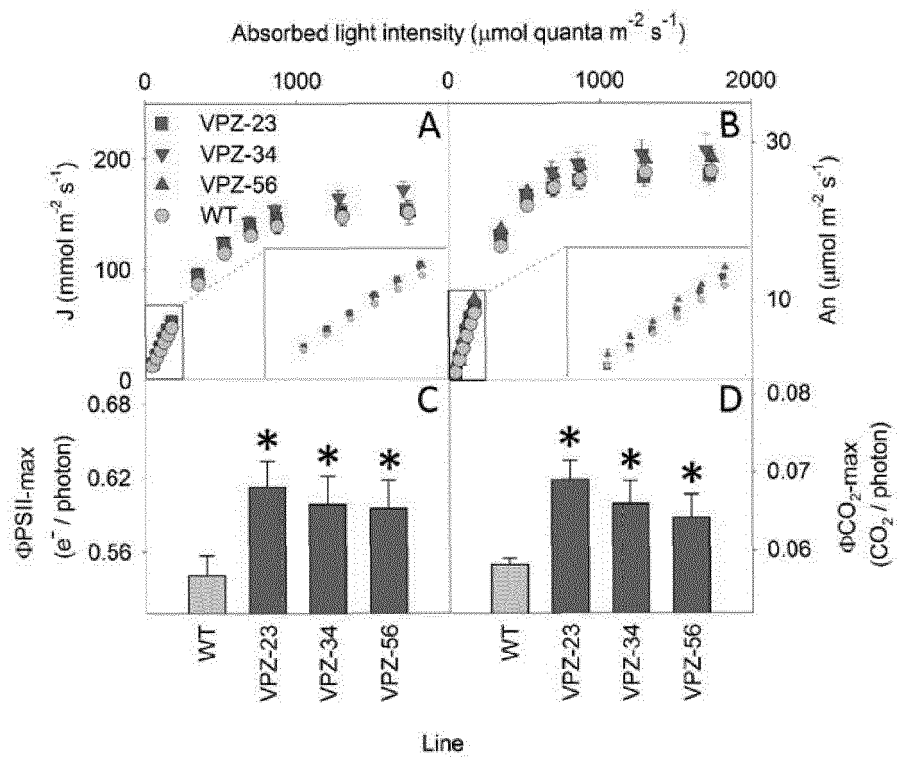 Absorbed light intensity (μmol quanta m⁻² s⁻¹)
0 1000 0 1000 2000
A
B
VPZ-23
VPZ-34
VPZ-56
WT
200
100
0
J (mmol m⁻² s⁻¹)
30
10
An (μmol m⁻² s⁻¹)
C
D
0.68
0.62
0.56
ΦPSII-max
(e⁻ / photon)
* * *
* * *
0.08
0.07
0.06
ΦCO₂-max
(CO₂ / photon)
WT
VPZ-23
VPZ-34
VPZ-56
WT
VPZ-23
VPZ-34
VPZ-56
Line